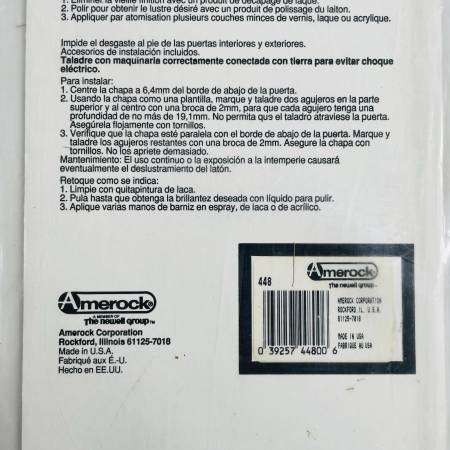 1. Éliminer la vieille finition avec un produit de décapage de laque.
2. Polir pour obtenir le lustre désiré avec un produit de polissage du laiton.
3. Appliquer par atomisation plusieurs couches minces de vernis, laque ou acrylique.
Impide el desgaste al pie de las puertas interiores y exteriores.
Accesorios de instalación incluidos.
Taladre con maquinaria correctamente conectada con tierra para evitar choque
eléctrico.
Para instalar:
1. Centre la chapa a 6,4mm del borde de abajo de la puerta.
2. Usando la chapa como una plantilla, marque y taladre dos agujeros en la parte
superior y al centro con una broca de 2mm, para que cada agujero tenga una
profundidad de no más de 19,1mm. No permita que el taladro atraviese la puerta.
Asegúrela flojamente con tornillos.
3. Verifique que la chapa esté paralela con el borde de abajo de la puerta. Marque y
taladre los agujeros restantes con una broca de 2mm. Asegure la chapa con
tornillos. No los apriete demasiado.
Mantenimiento: El uso continuo o la exposición a la intemperie causará
eventualmente el deslustramiento del latón.
Retoque como se indica:
1. Limpie con quitapintura de laca.
2. Pula hasta que obtenga la brillantez deseada con líquido para pulir.
3. Aplique varias manos de barniz en espray, de laca o de acrílico.
Amerock®
A MEMBER OF
The newell group™
Amerock Corporation
Rockford, Illinois 61125-7018
Made in U.S.A.
Fabriqué aux É.-U.
Hecho en EE.UU.
448
Amerock
The newell group™
AMEROCK CORPORATION
ROCKFORD, IL, U.S.A.
61125-7018
MADE IN USA
FABRIQUE AU USA
0 39257 44800 6